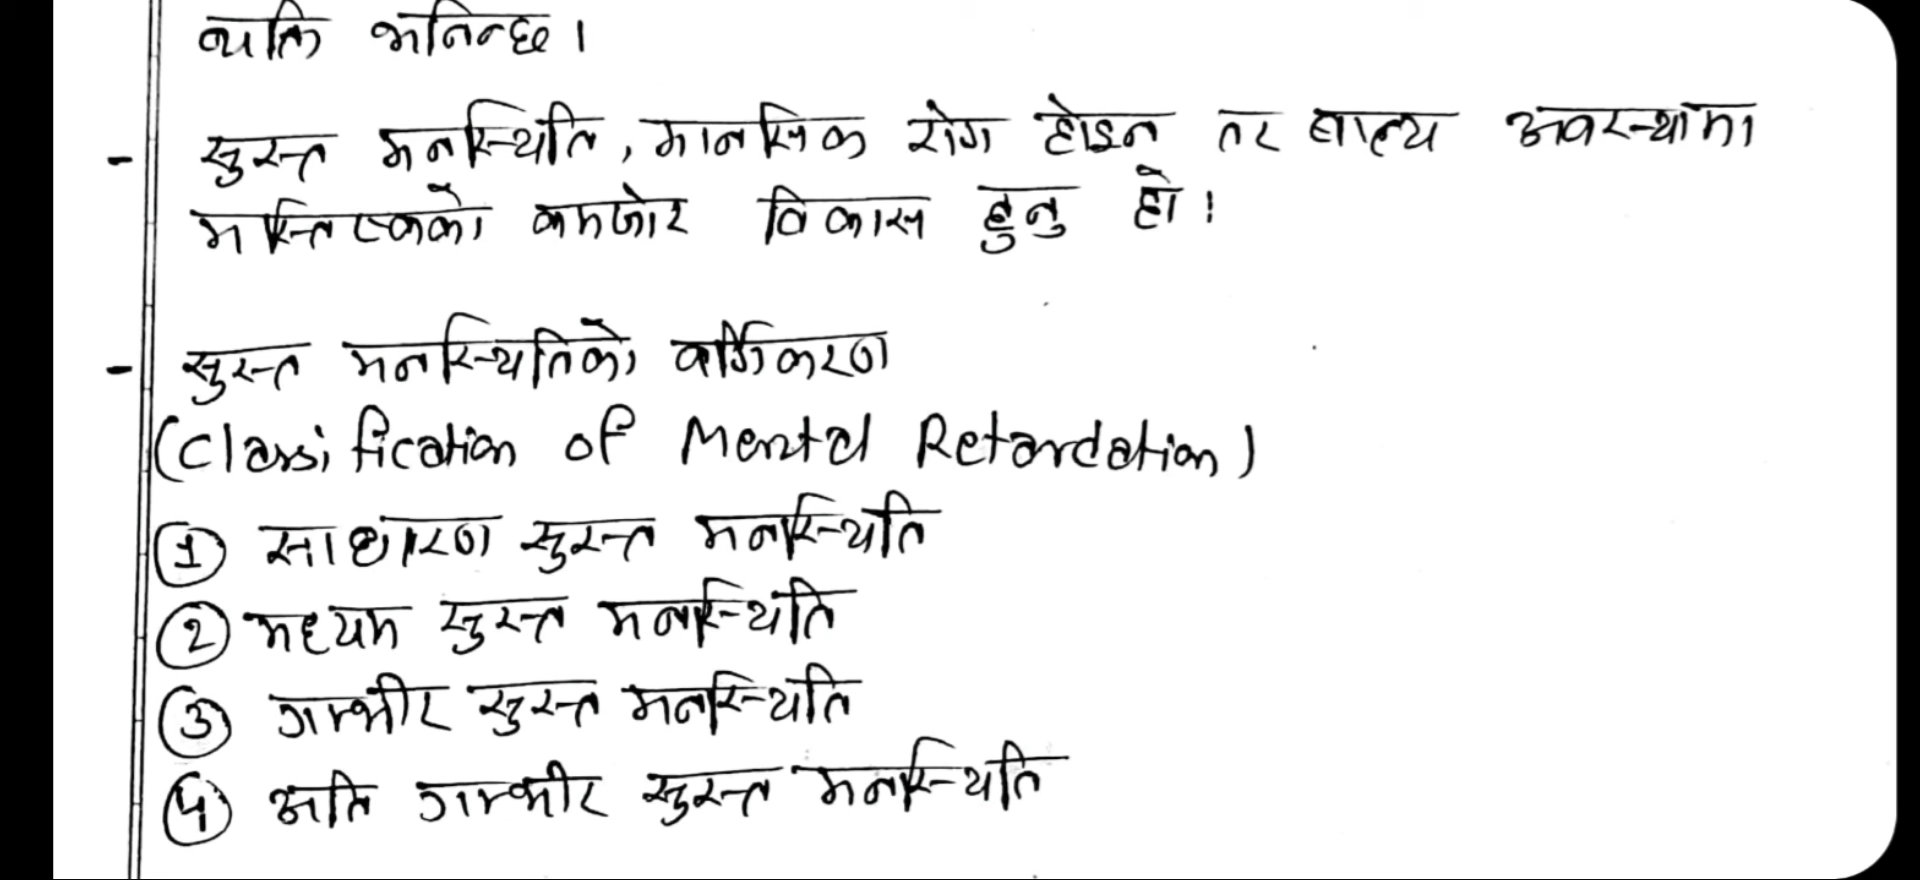 व्यक्ति भनिन्छ।
- सुस्त मनस्थिति, मानसिक रोग होइन तर बाल्य अवस्थामा
मस्तिष्कको कमजोर विकास हुनु हो।
- सुस्त मनस्थितिको वर्गिकरण
(Classification of Mental Retardation)
① साधारण सुस्त मनस्थिति
② मध्यम सुस्त मनस्थिति
③ गम्भीर सुस्त मनस्थिति
④ अति गम्भीर सुस्त मनस्थिति